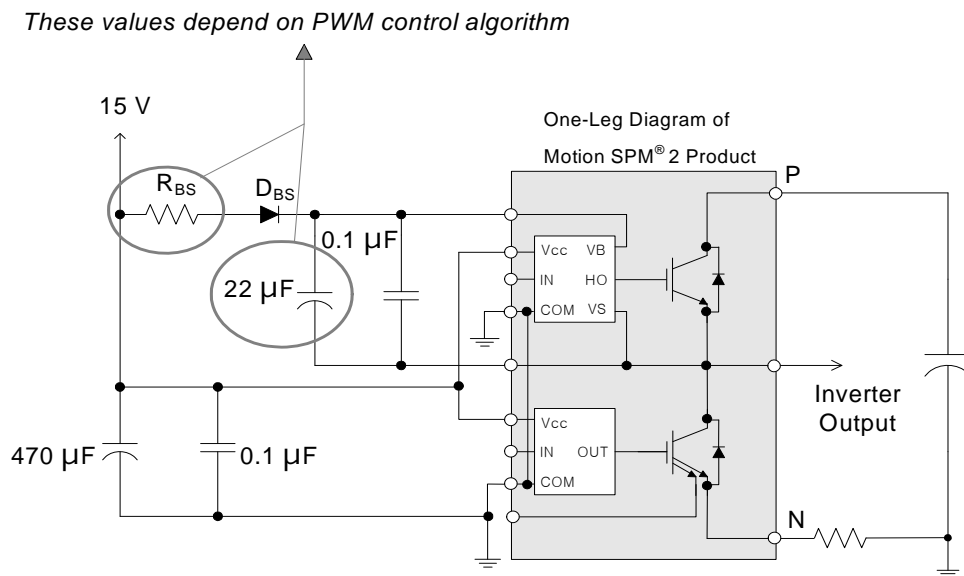 These values depend on PWM control algorithm
15 V
One-Leg Diagram of
Motion SPM® 2 Product
RBS
DBS
P
0.1 µF
22 µF
Vcc VB
IN HO
COM VS
Inverter
Output
470 µF
0.1 µF
Vcc
IN OUT
COM
N